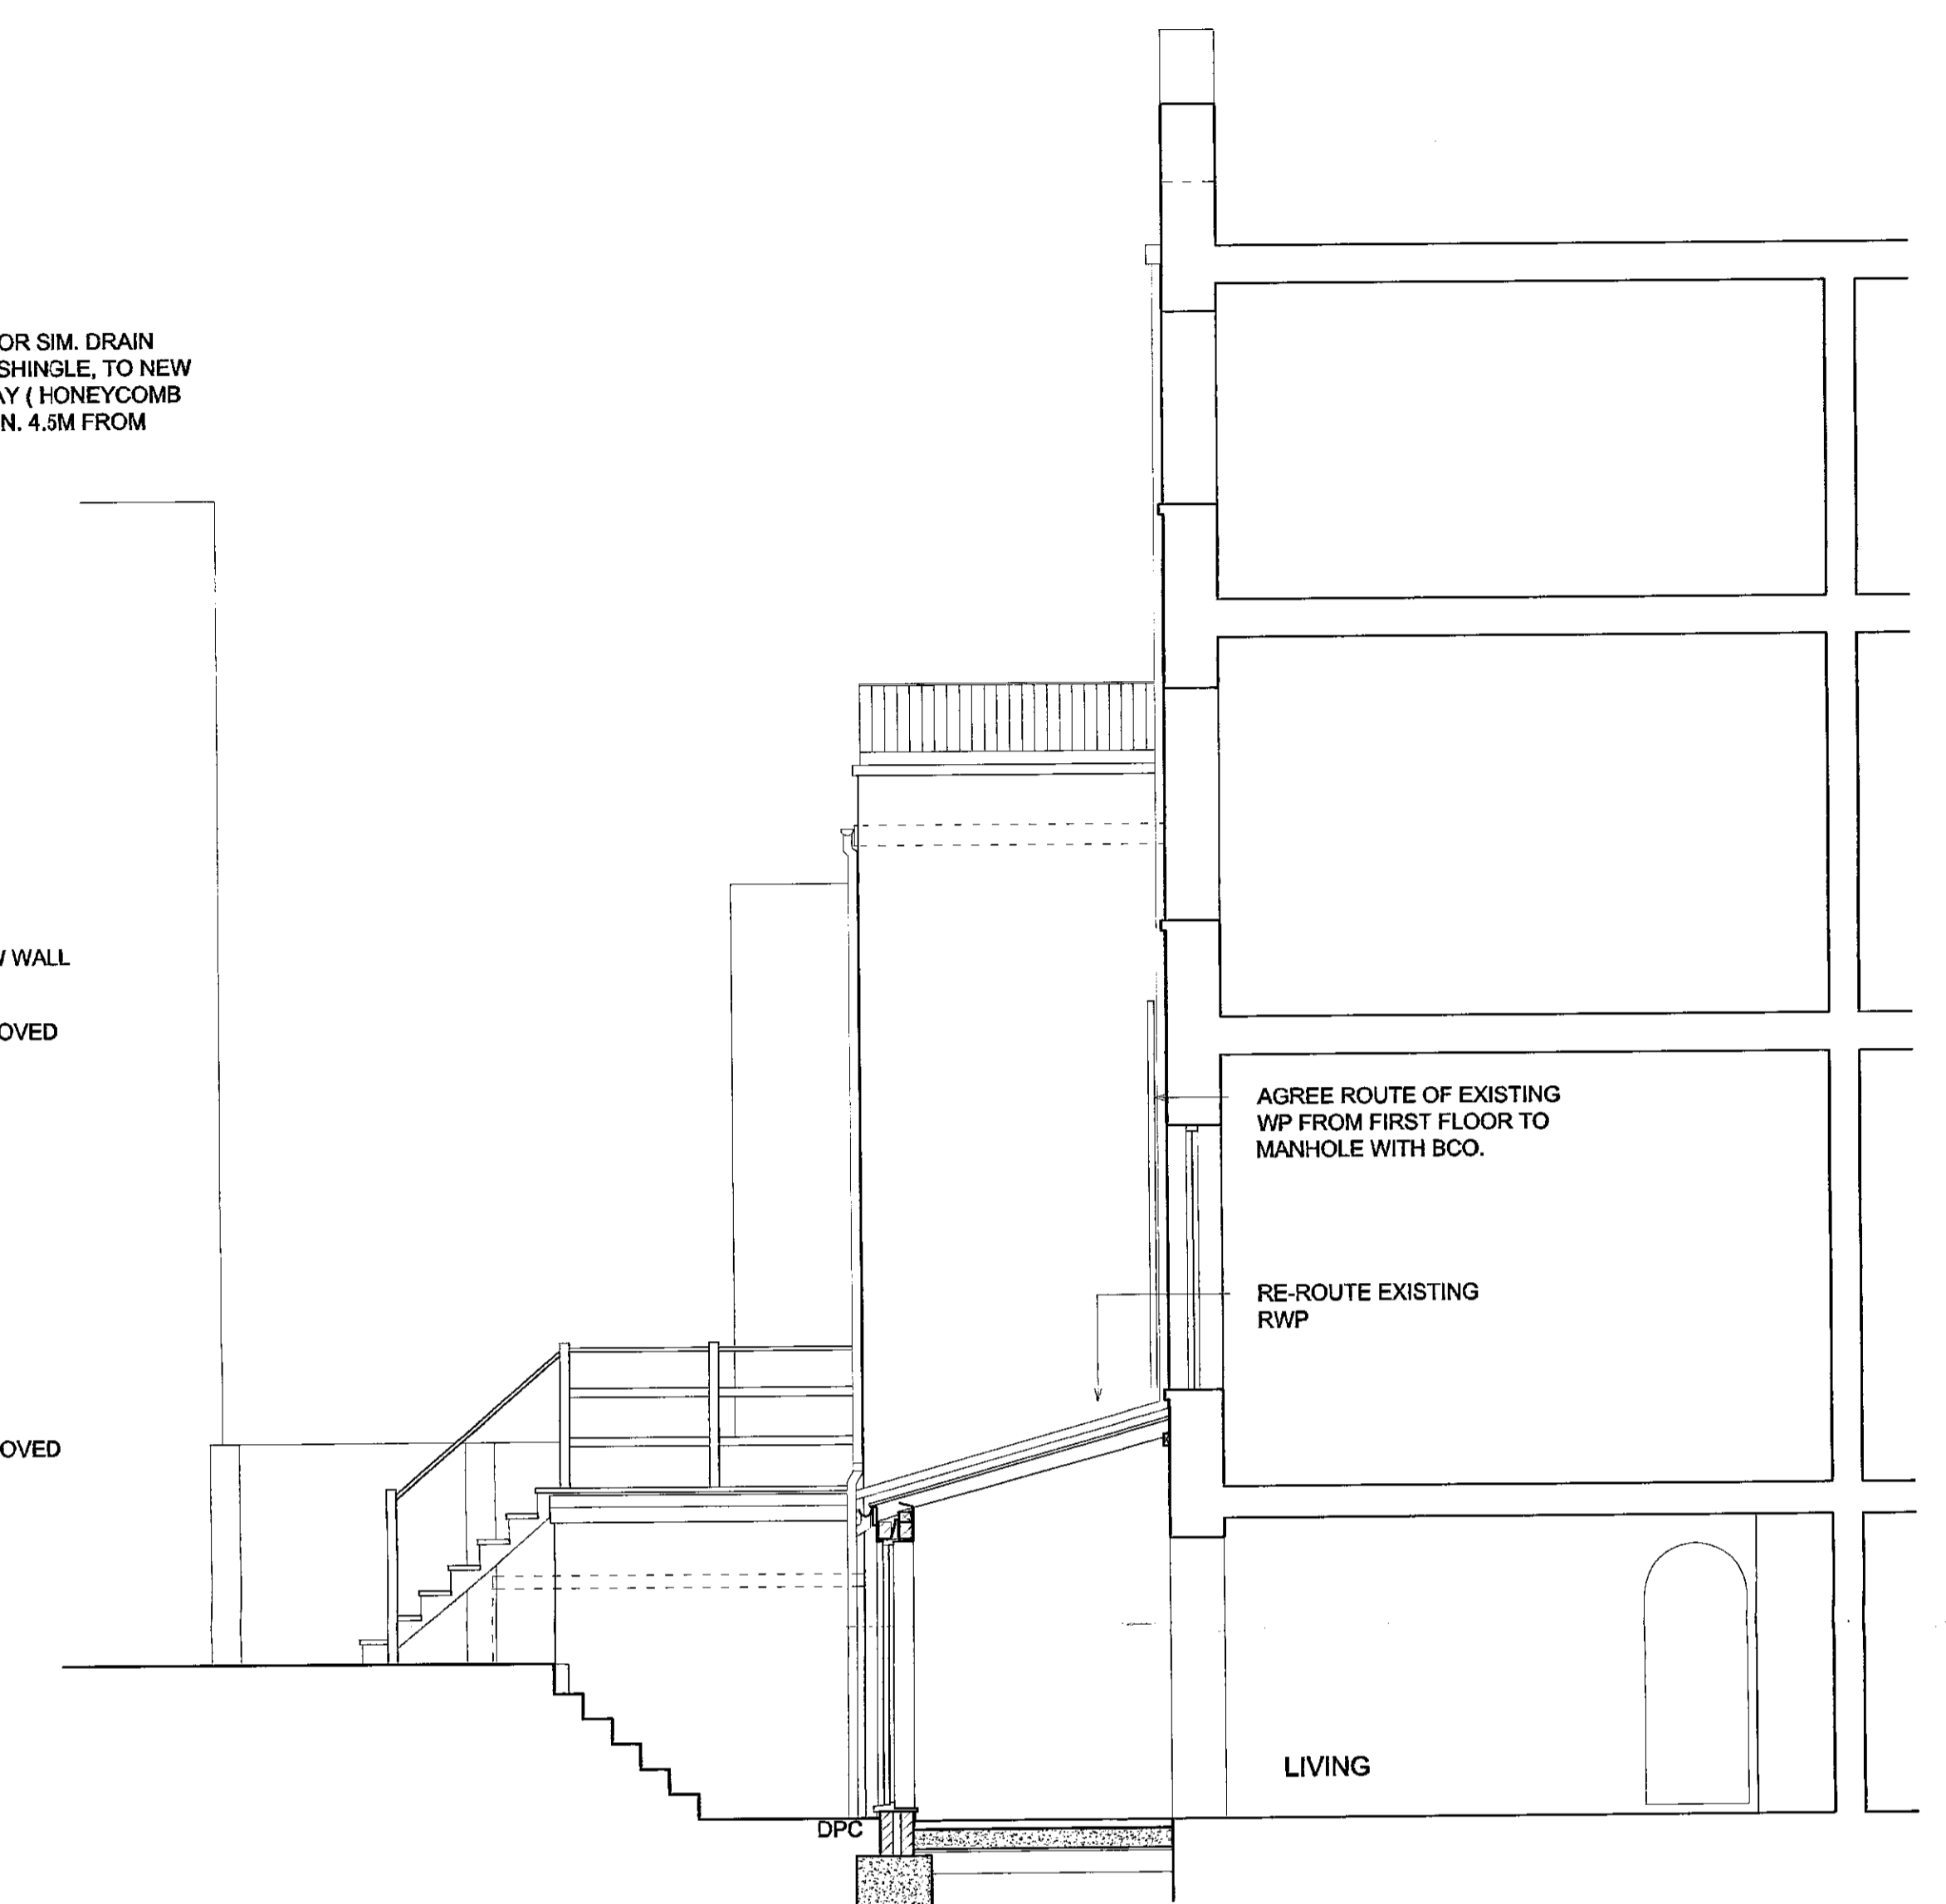 OR SIM. DRAIN
SHINGLE, TO NEW
AY ( HONEYCOMB
N. 4.5M FROM
WALL
OVED
AGREE ROUTE OF EXISTING
WP FROM FIRST FLOOR TO
MANHOLE WITH BCO.
RE-ROUTE EXISTING
RWP
OVED
LIVING
DPC